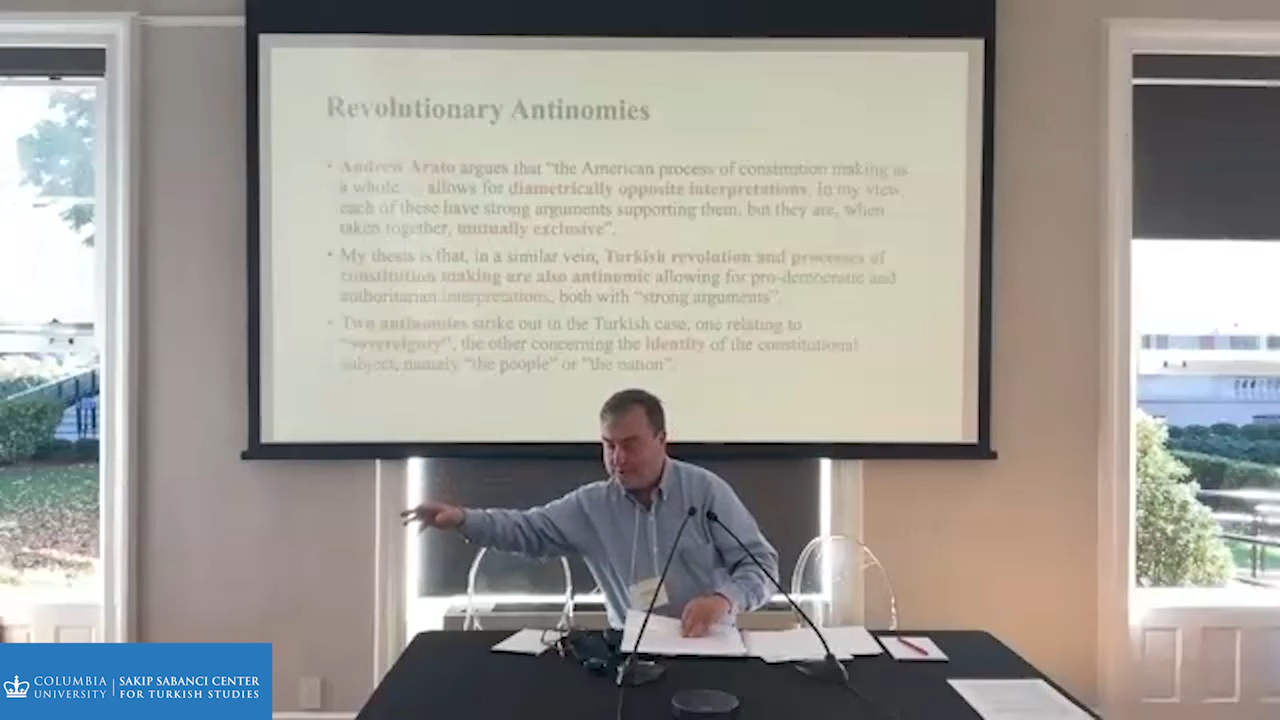 Revolutionary Antinomies
• Andrew Arato argues that "the American process of constitution making as
a whole ... allows for diametrically opposite interpretations. In my view,
each of these have strong arguments supporting them, but they are, when
taken together, mutually exclusive".
• My thesis is that, in a similar vein, Turkish revolution and processes of
constitution making are also antinomic allowing for pro-democratic and
authoritarian interpretations, both with "strong arguments".
• Two antinomies strike out in the Turkish case, one relating to
"sovereignty", the other concerning the identity of the constitutional
subject, namely "the people" or "the nation".
COLUMBIA UNIVERSITY
SAKIP SABANCI CENTER
FOR TURKISH STUDIES